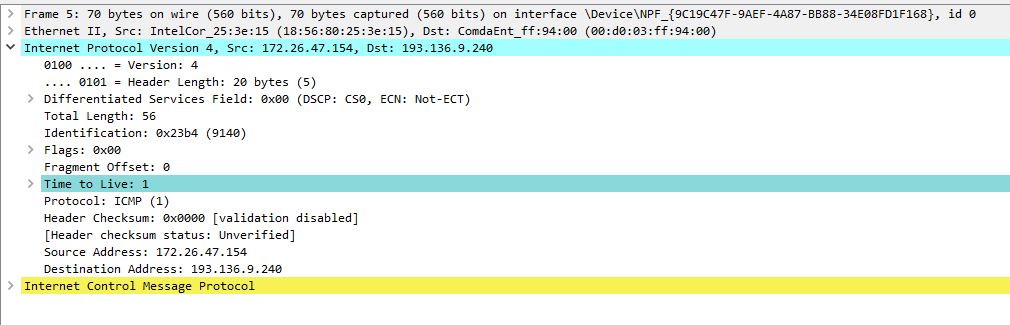 Frame 5: 70 bytes on wire (560 bits), 70 bytes captured (560 bits) on interface \Device\NPF_{9C19C47F-9AEF-4A87-BB88-34E08FD1F168}, id 0
Ethernet II, Src: IntelCor_25:3e:15 (18:56:80:25:3e:15), Dst: ComdaEnt_ff:94:00 (00:d0:03:ff:94:00)
Internet Protocol Version 4, Src: 172.26.47.154, Dst: 193.136.9.240
0100 .... = Version: 4
.... 0101 = Header Length: 20 bytes (5)
Differentiated Services Field: 0x00 (DSCP: CS0, ECN: Not-ECT)
Total Length: 56
Identification: 0x23b4 (9140)
Flags: 0x00
Fragment Offset: 0
Time to Live: 1
Protocol: ICMP (1)
Header Checksum: 0x0000 [validation disabled]
[Header checksum status: Unverified]
Source Address: 172.26.47.154
Destination Address: 193.136.9.240
Internet Control Message Protocol